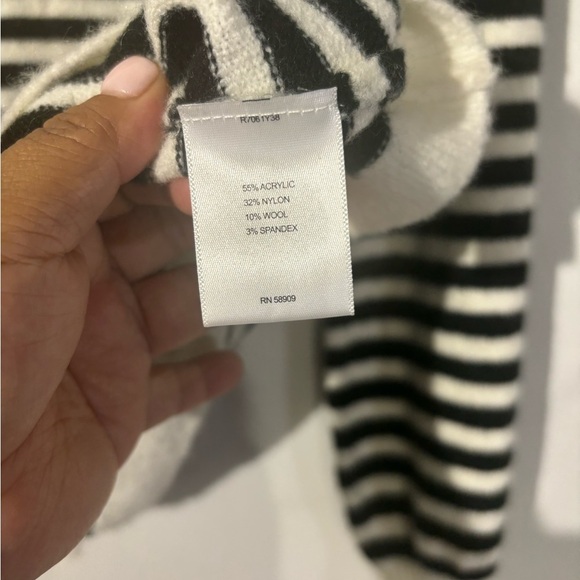 R7061Y38
55% ACRYLIC
32% NYLON
10% WOOL
3% SPANDEX
RN 58909